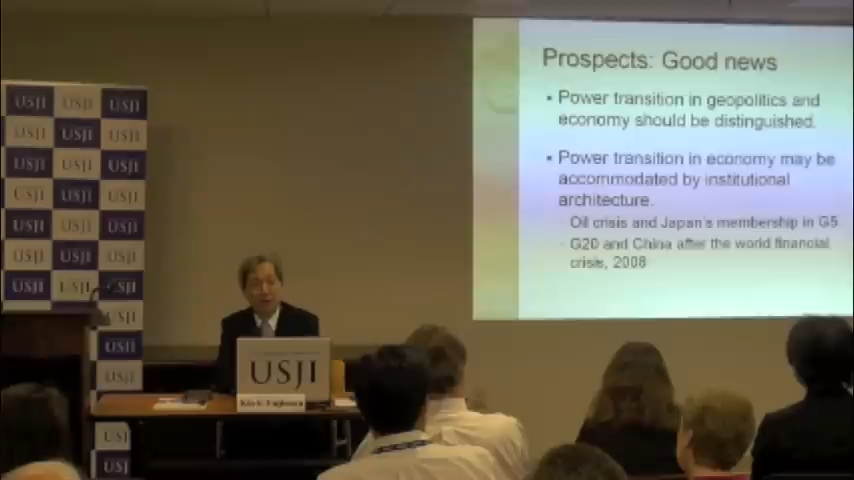 Prospects: Good news
• Power transition in geopolitics and
economy should be distinguished.
• Power transition in economy may be
accommodated by institutional
architecture.
Oil crisis and Japan's membership in G5
G20 and China after the world financial
crisis, 2008
USJI USJI USJI
USJI USJI USJI
USJI USJI USJI
USJI USJI USJI
USJI USJI USJI
USJI USJI USJI
USJI USJI USJI
USJI
USJI
USJI
USJI
USJI
USJI